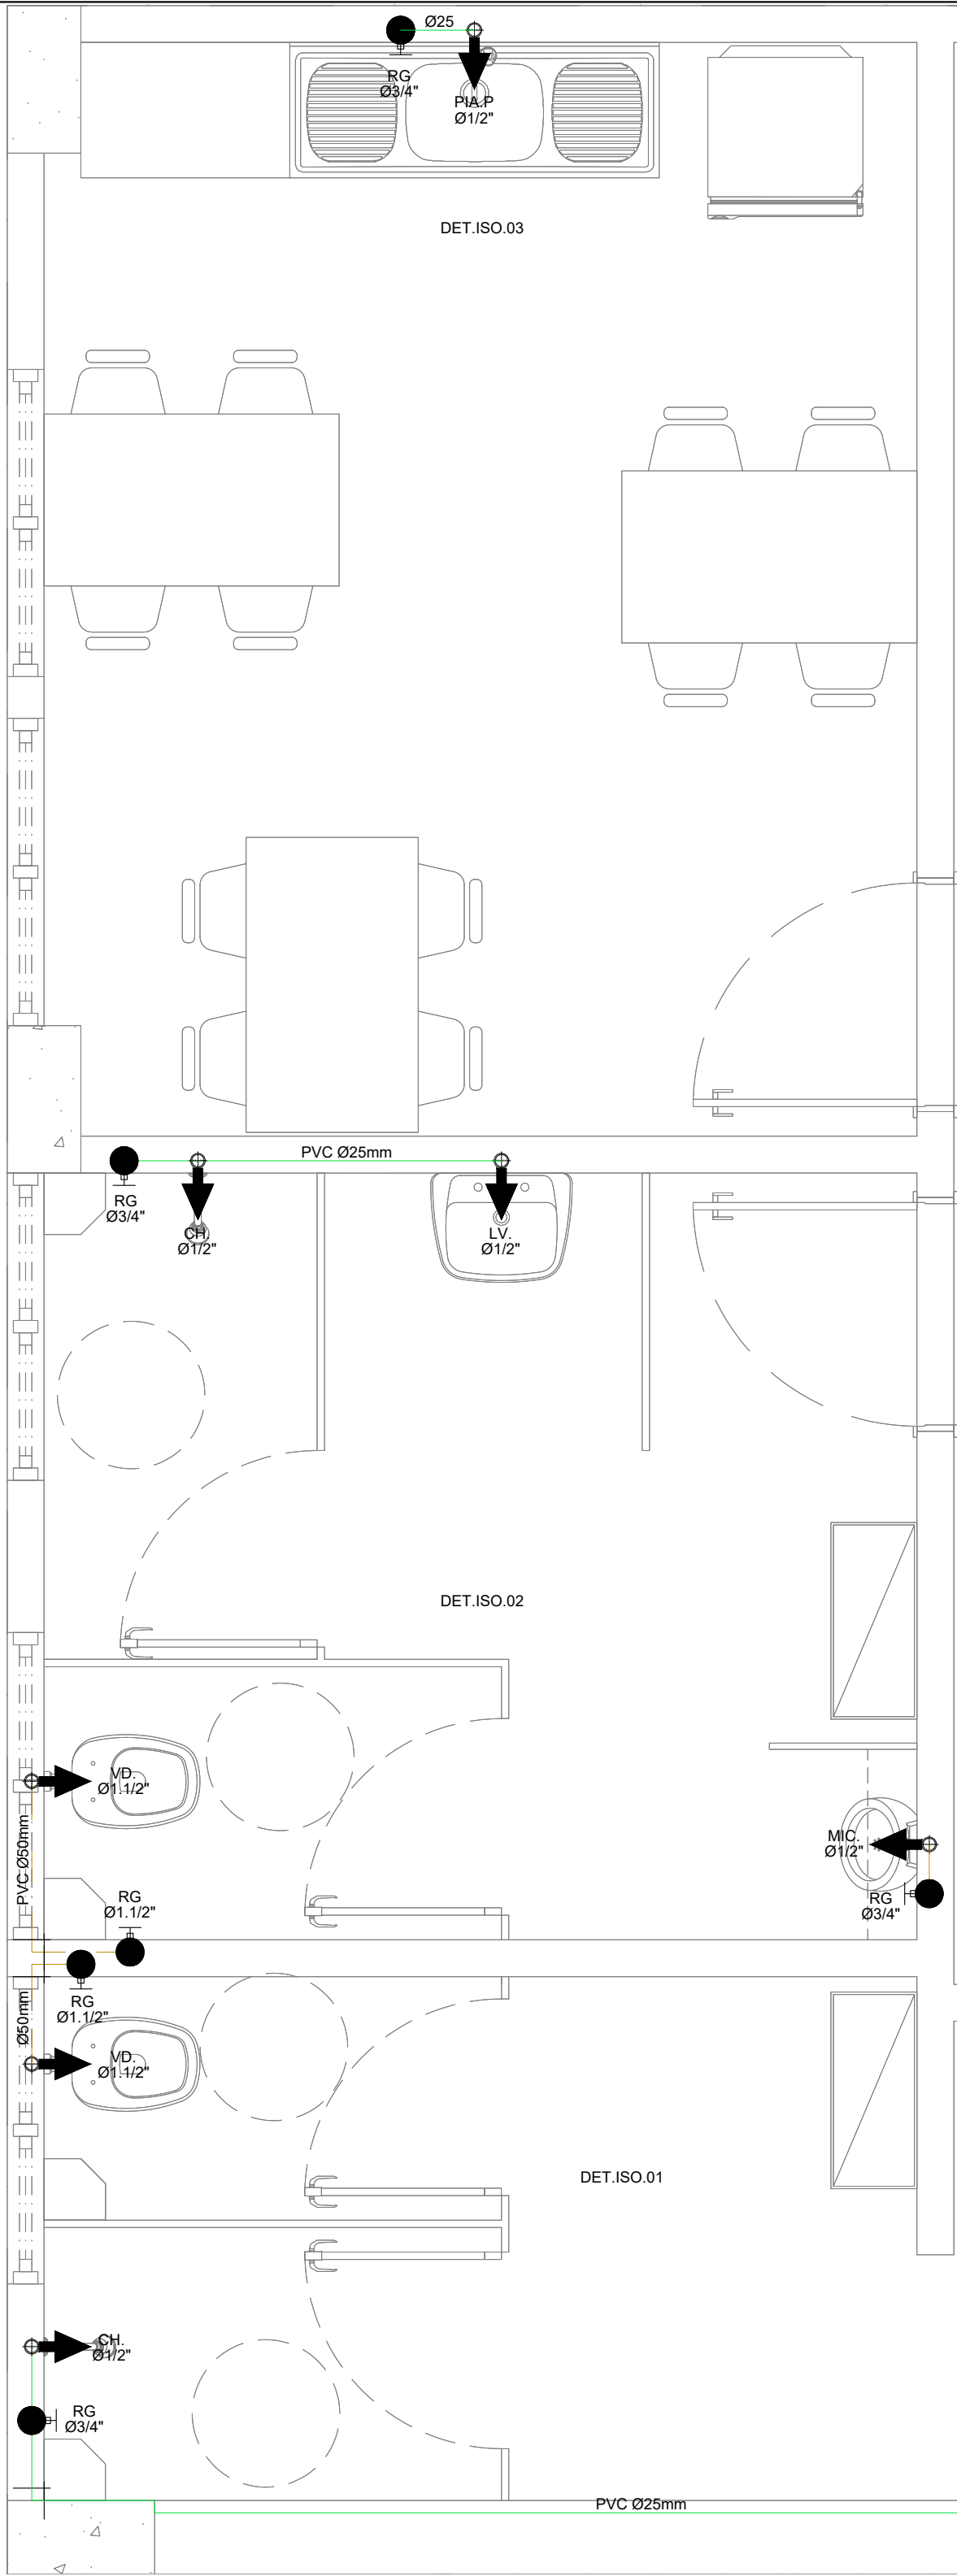 Ø25
RG
Ø3/4"
PIA.P
Ø1/2"
DET.ISO.03
PVC Ø25mm
RG
Ø3/4"
CH.
Ø1/2"
LV.
Ø1/2"
DET.ISO.02
VD.
Ø1.1/2"
PVC Ø50mm
MIC.
Ø1/2"
RG
Ø3/4"
RG
Ø1.1/2"
RG
Ø1.1/2"
Ø50mm
VD.
Ø1.1/2"
DET.ISO.01
CH.
Ø1/2"
RG
Ø3/4"
PVC Ø25mm